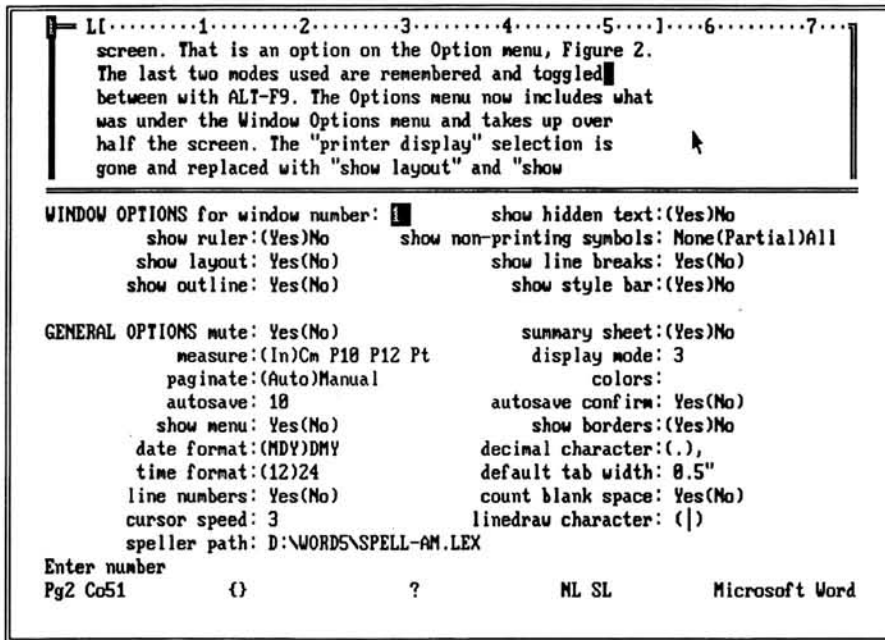 1 L[·········1·········2·········3·········4·········5····]····6·········7···
screen. That is an option on the Option menu, Figure 2.
The last two modes used are remembered and toggled
between with ALT-F9. The Options menu now includes what
was under the Window Options menu and takes up over
half the screen. The "printer display" selection is
gone and replaced with "show layout" and "show
WINDOW OPTIONS for window number: 1 show hidden text:(Yes)No
show ruler:(Yes)No show non-printing symbols: None(Partial)All
show layout: Yes(No) show line breaks: Yes(No)
show outline: Yes(No) show style bar:(Yes)No
GENERAL OPTIONS mute: Yes(No) summary sheet:(Yes)No
measure:(In)Cm P10 P12 Pt display mode: 3
paginate:(Auto)Manual colors:
autosave: 10 autosave confirm: Yes(No)
show menu: Yes(No) show borders:(Yes)No
date format:(MDY)DMY decimal character:(.),
time format:(12)24 default tab width: 0.5"
line numbers: Yes(No) count blank space: Yes(No)
cursor speed: 3 linedraw character: (|)
speller path: D:\WORD5\SPELL-AM.LEX
Enter number
Pg2 Co51 {} ? NL SL Microsoft Word